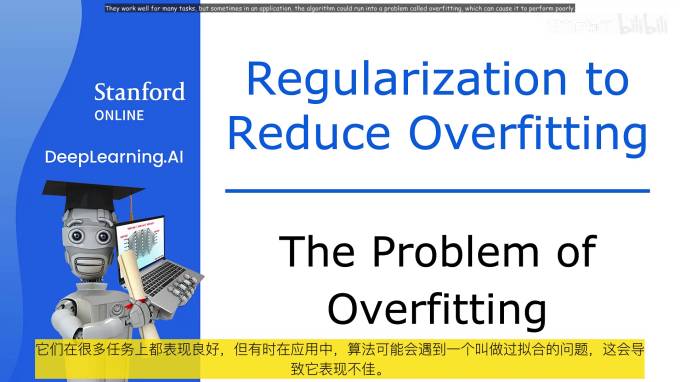 They work well for many tasks, but sometimes in an application, the algorithm could run into a problem called overfitting, which can cause it to perform poorly
bilibili
Regularization to
Reduce Overfitting
Stanford
ONLINE
DeepLearning.AI
The Problem of
Overfitting
它们在很多任务上都表现良好，但有时在应用中，算法可能会遇到一个叫做过拟合的问题，这会导
致它表现不佳。